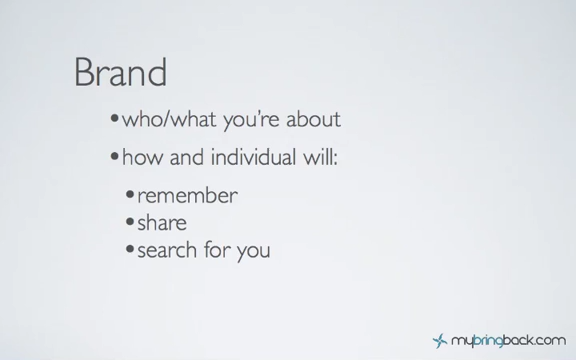 Brand
•who/what you're about
•how and individual will:
•remember
•share
•search for you
mybringback.com